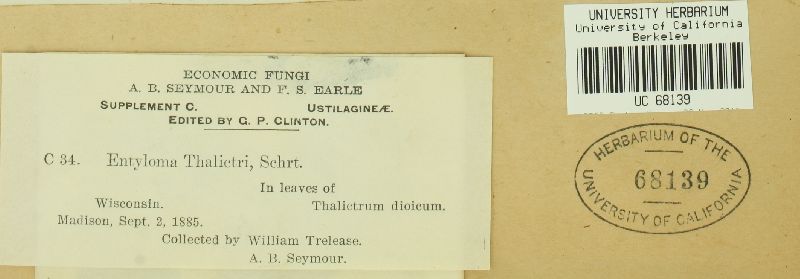 ECONOMIC FUNGI
A. B. SEYMOUR AND F. S. EARLE
SUPPLEMENT C. USTILAGINEÆ.
EDITED BY G. P. CLINTON.
C 34. Entyloma Thalictri, Schrt.
In leaves of
Wisconsin. Thalictrum dioicum.
Madison, Sept. 2, 1885.
Collected by William Trelease.
A. B. Seymour.
UNIVERSITY HERBARIUM
University of California
Berkeley
UC 68139
HERBARIUM OF THE
68139
UNIVERSITY OF CALIFORNIA